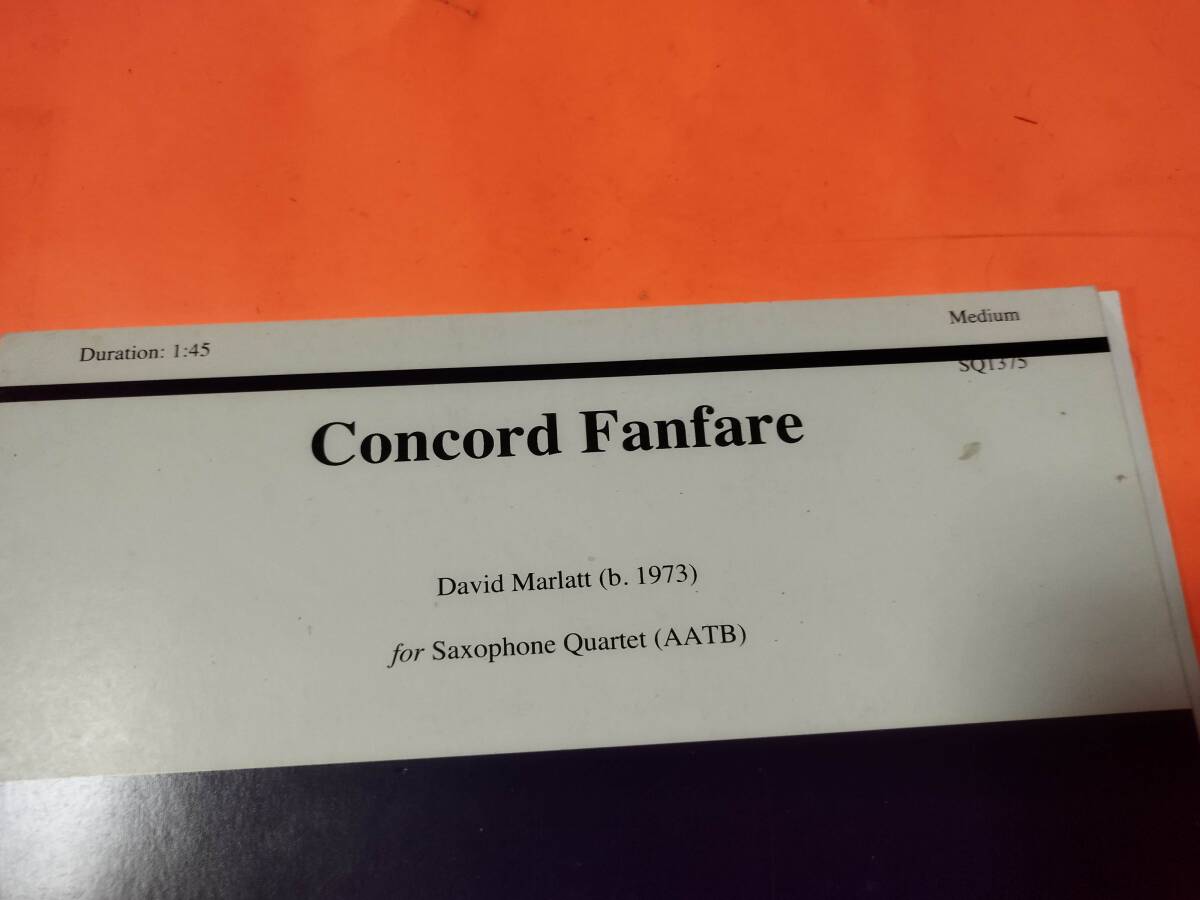 Duration: 1:45
Medium
SQ1375
Concord Fanfare
David Marlatt (b. 1973)
for Saxophone Quartet (AATB)